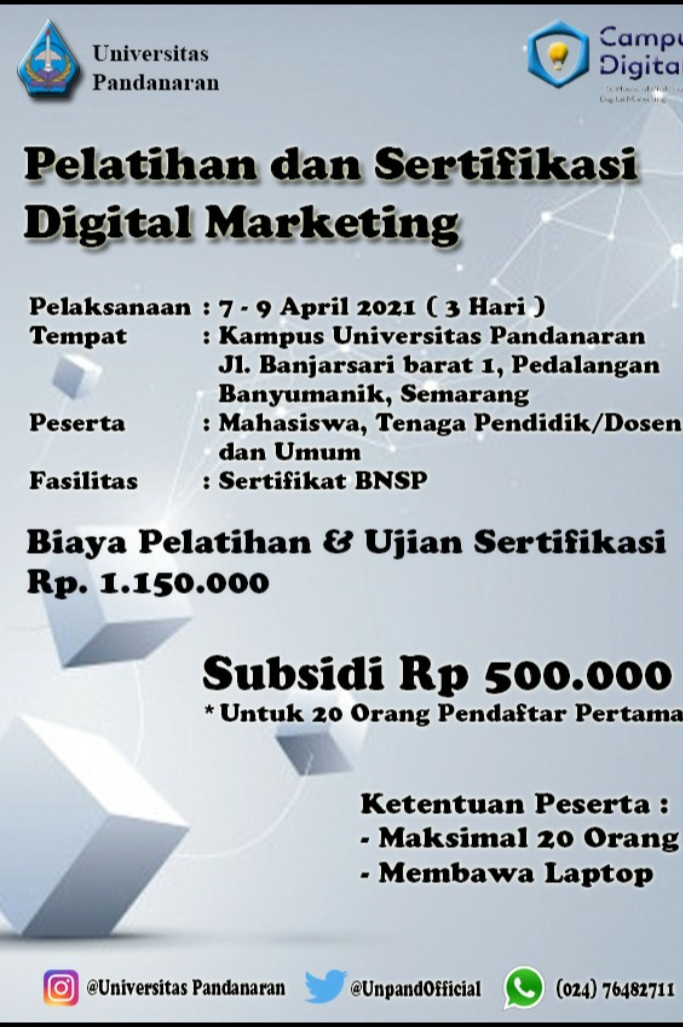 Universitas
Pandanaran
Campu
Digita
Pelatihan dan Sertifikasi
Digital Marketing
Pelaksanaan : 7 - 9 April 2021 ( 3 Hari )
Tempat : Kampus Universitas Pandanaran
Jl. Banjarsari barat 1, Pedalangan
Banyumanik, Semarang
Peserta : Mahasiswa, Tenaga Pendidik/Dosen
dan Umum
Fasilitas : Sertifikat BNSP
Biaya Pelatihan & Ujian Sertifikasi
Rp. 1.150.000
Subsidi Rp 500.000
* Untuk 20 Orang Pendaftar Pertama
Ketentuan Peserta :
- Maksimal 20 Orang
- Membawa Laptop
@Universitas Pandanaran @UnpandOfficial (024) 76482711